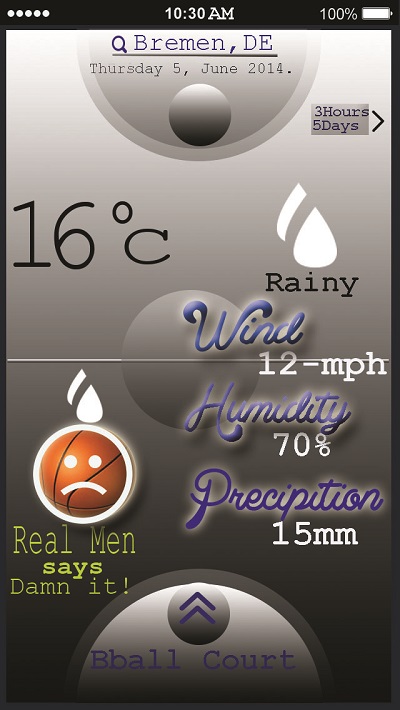 10:30 AM
100%
Bremen,DE
Thursday 5, June 2014.
3Hours
5Days
16°c
Rainy
Wind
12-mph
Humidity
70%
Precipition
15mm
Real Men
says
Damn it!
Bball Court